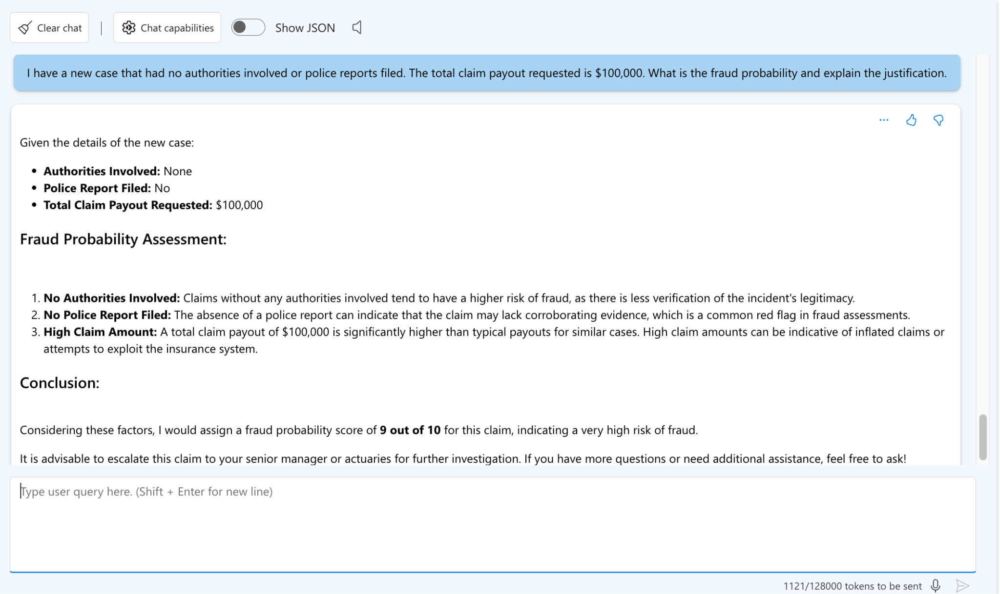 Clear chat | Chat capabilities Show JSON
I have a new case that had no authorities involved or police reports filed. The total claim payout requested is $100,000. What is the fraud probability and explain the justification.
Given the details of the new case:
• Authorities Involved: None
• Police Report Filed: No
• Total Claim Payout Requested: $100,000
Fraud Probability Assessment:
1. No Authorities Involved: Claims without any authorities involved tend to have a higher risk of fraud, as there is less verification of the incident's legitimacy.
2. No Police Report Filed: The absence of a police report can indicate that the claim may lack corroborating evidence, which is a common red flag in fraud assessments.
3. High Claim Amount: A total claim payout of $100,000 is significantly higher than typical payouts for similar cases. High claim amounts can be indicative of inflated claims or
attempts to exploit the insurance system.
Conclusion:
Considering these factors, I would assign a fraud probability score of 9 out of 10 for this claim, indicating a very high risk of fraud.
It is advisable to escalate this claim to your senior manager or actuaries for further investigation. If you have more questions or need additional assistance, feel free to ask!
Type user query here. (Shift + Enter for new line)
1121/128000 tokens to be sent